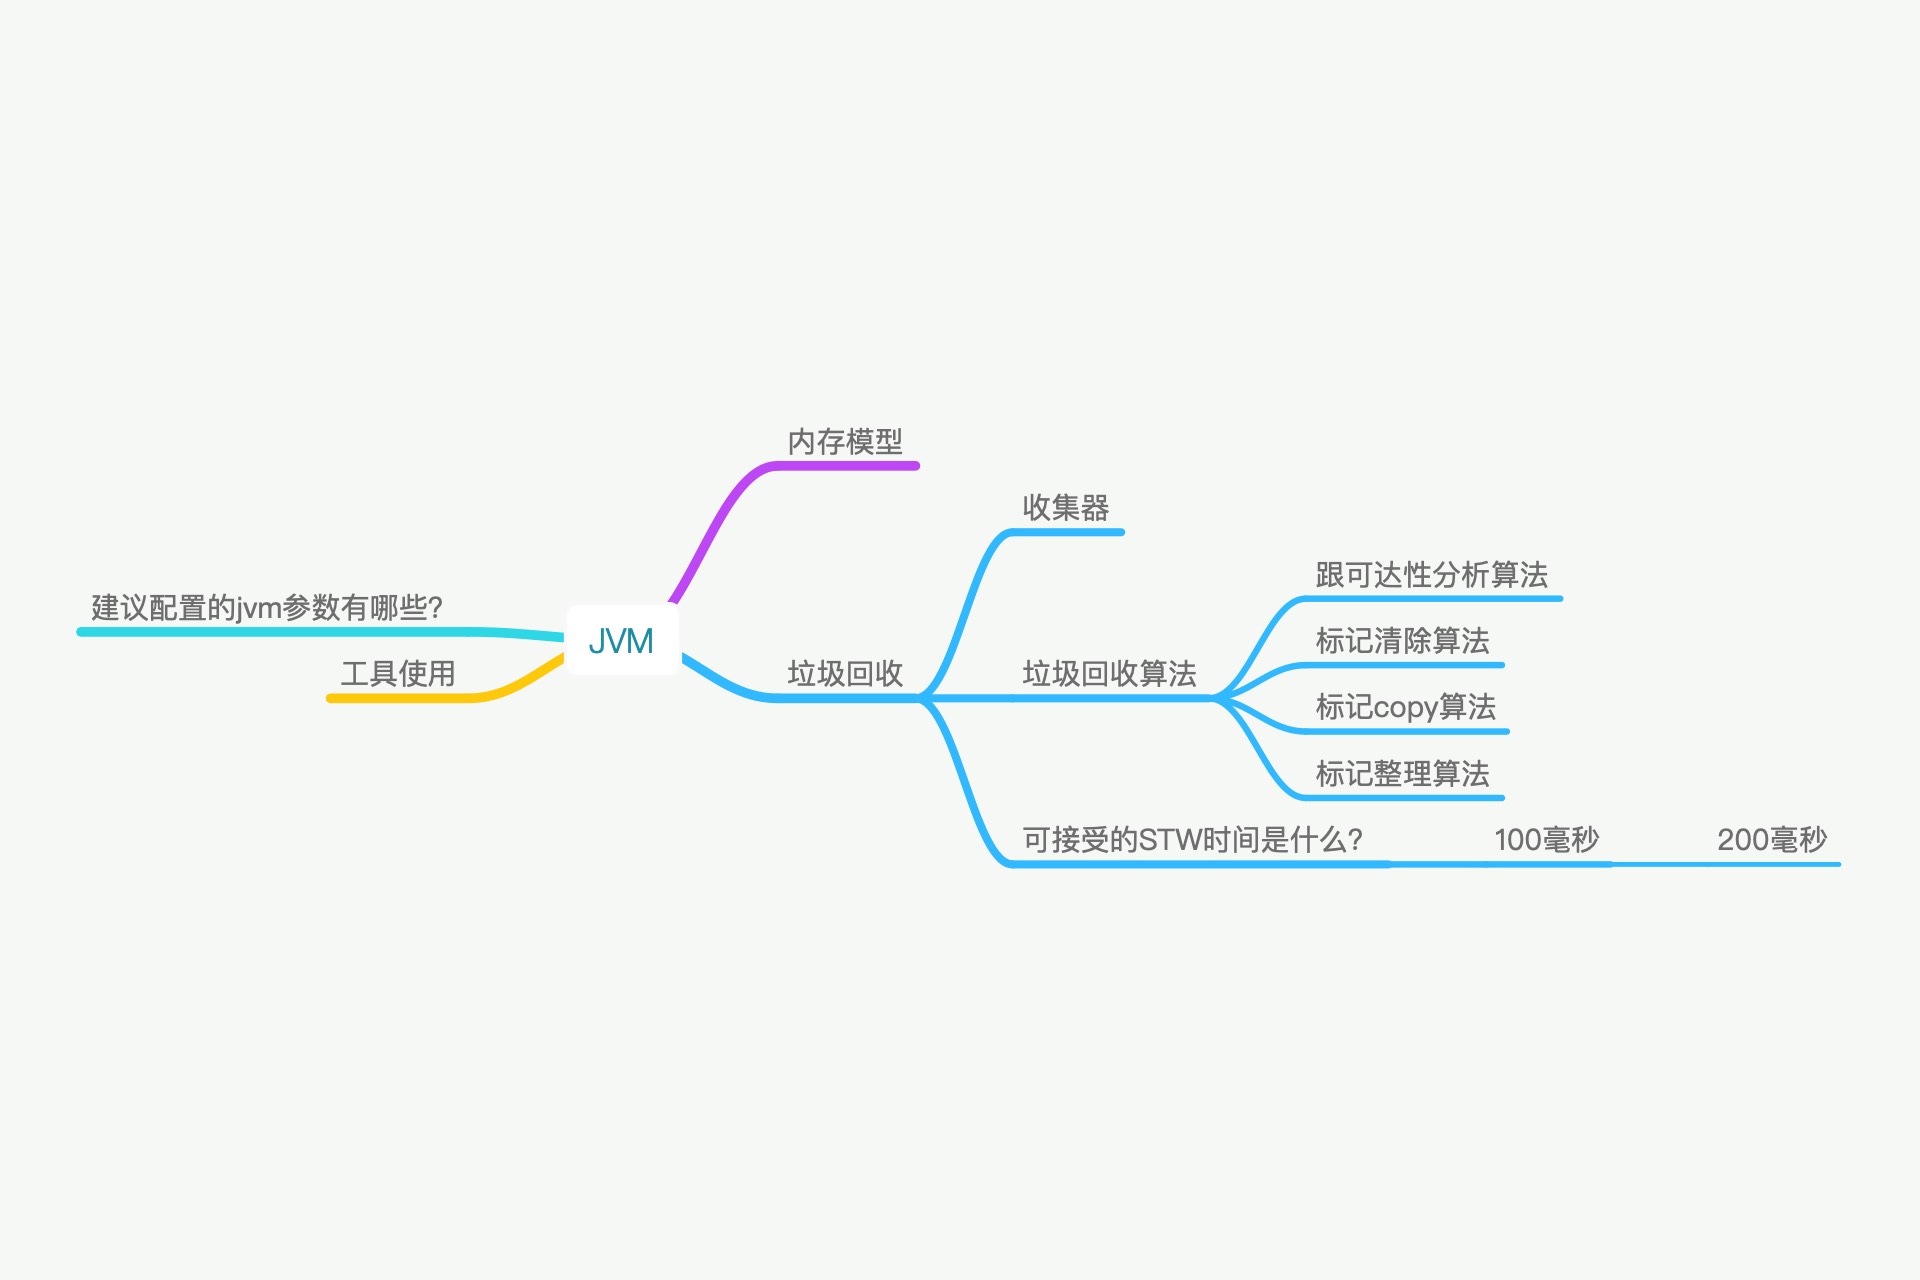 内存模型
收集器
跟可达性分析算法
建议配置的jvm参数有哪些？
JVM
标记清除算法
工具使用
垃圾回收
垃圾回收算法
标记copy算法
标记整理算法
可接受的STW时间是什么？
100毫秒
200毫秒